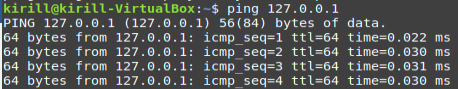 kirill@kirill-VirtualBox:~$ ping 127.0.0.1
PING 127.0.0.1 (127.0.0.1) 56(84) bytes of data.
64 bytes from 127.0.0.1: icmp_seq=1 ttl=64 time=0.022 ms
64 bytes from 127.0.0.1: icmp_seq=2 ttl=64 time=0.030 ms
64 bytes from 127.0.0.1: icmp_seq=3 ttl=64 time=0.031 ms
64 bytes from 127.0.0.1: icmp_seq=4 ttl=64 time=0.030 ms